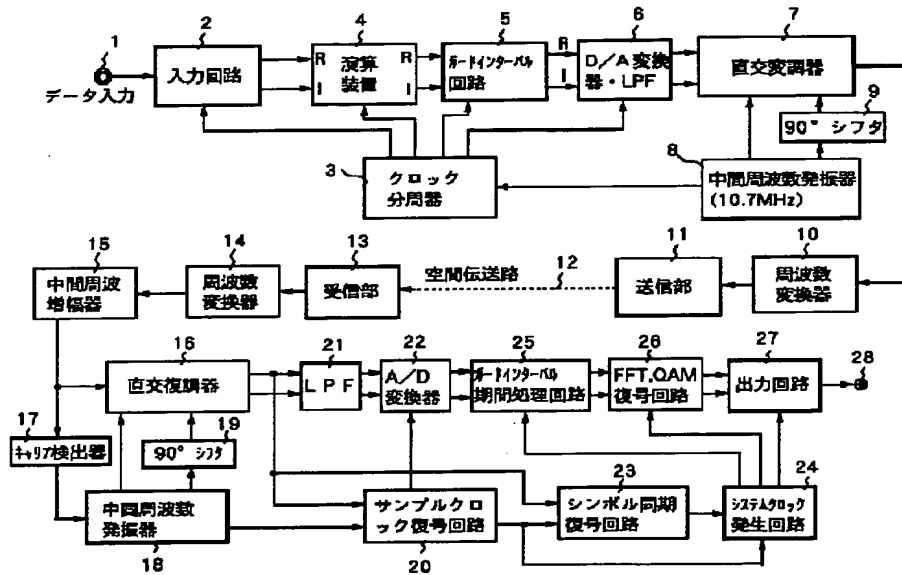 1
データ入力
2
入力回路
R
I
4
演算
装置
R
I
5
ガードインターバル
回路
R
I
6
D/A変換
器・LPF
7
直交変調器
9
90°シフタ
3
クロック
分周器
8
中間周波数発振器
(10.7MHz)
15
中間周波
増幅器
14
周波数
変換器
13
受信部
空間伝送路
12
11
送信部
10
周波数
変換器
16
直交復調器
21
LPF
22
A/D
変換器
25
ガードインターバル
期間処理回路
26
FFT.QAM
復号回路
27
出力回路
28
17
キャリア検出器
19
90°シフタ
中間周波数
発振器
18
サンプルクロ
ック復号回路
20
23
シンボル同期
復号回路
24
システムクロック
発生回路